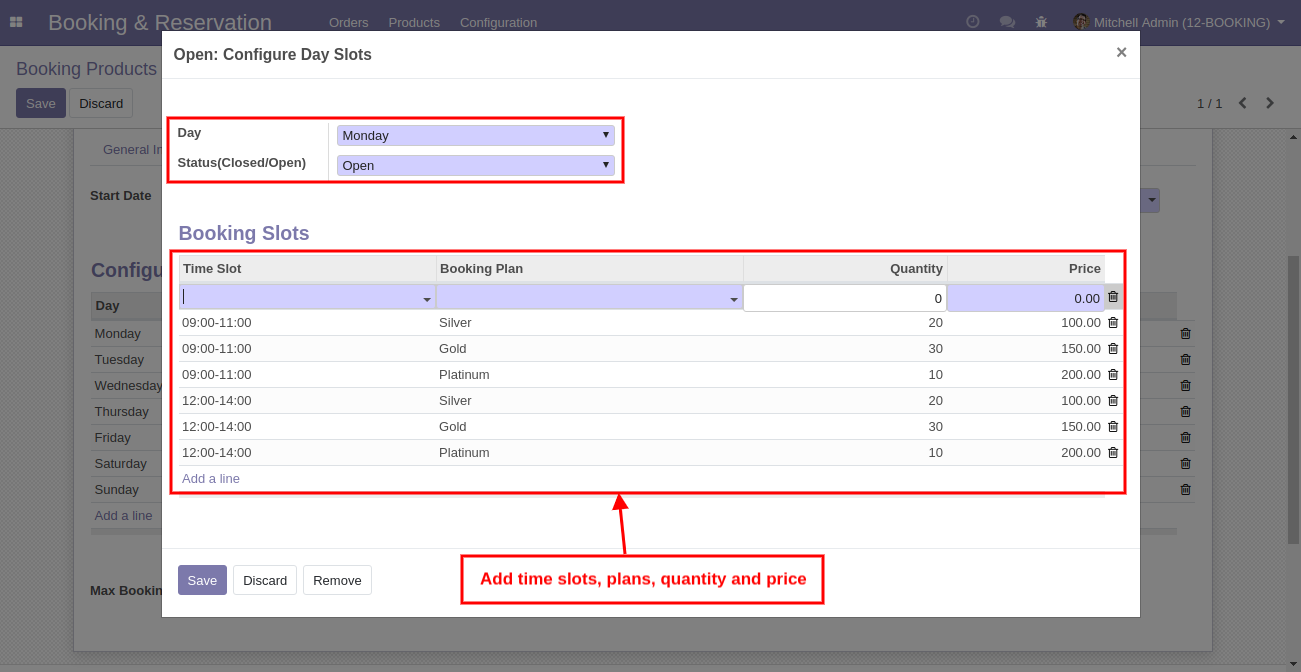 Booking & Reservation Orders Products Configuration Mitchell Admin (12-BOOKING)
Open: Configure Day Slots ×
Booking Products
Save Discard 1 / 1
Day Monday
General In
Status(Closed/Open) Open
Start Date
Booking Slots
Configu
Time Slot Booking Plan Quantity Price
0 0.00
Day
09:00-11:00 Silver 20 100.00
Monday
09:00-11:00 Gold 30 150.00
Tuesday
09:00-11:00 Platinum 10 200.00
Wednesday
12:00-14:00 Silver 20 100.00
Thursday
12:00-14:00 Gold 30 150.00
Friday
12:00-14:00 Platinum 10 200.00
Saturday
Add a line
Sunday
Add a line
Save Discard Remove
Add time slots, plans, quantity and price
Max Bookin